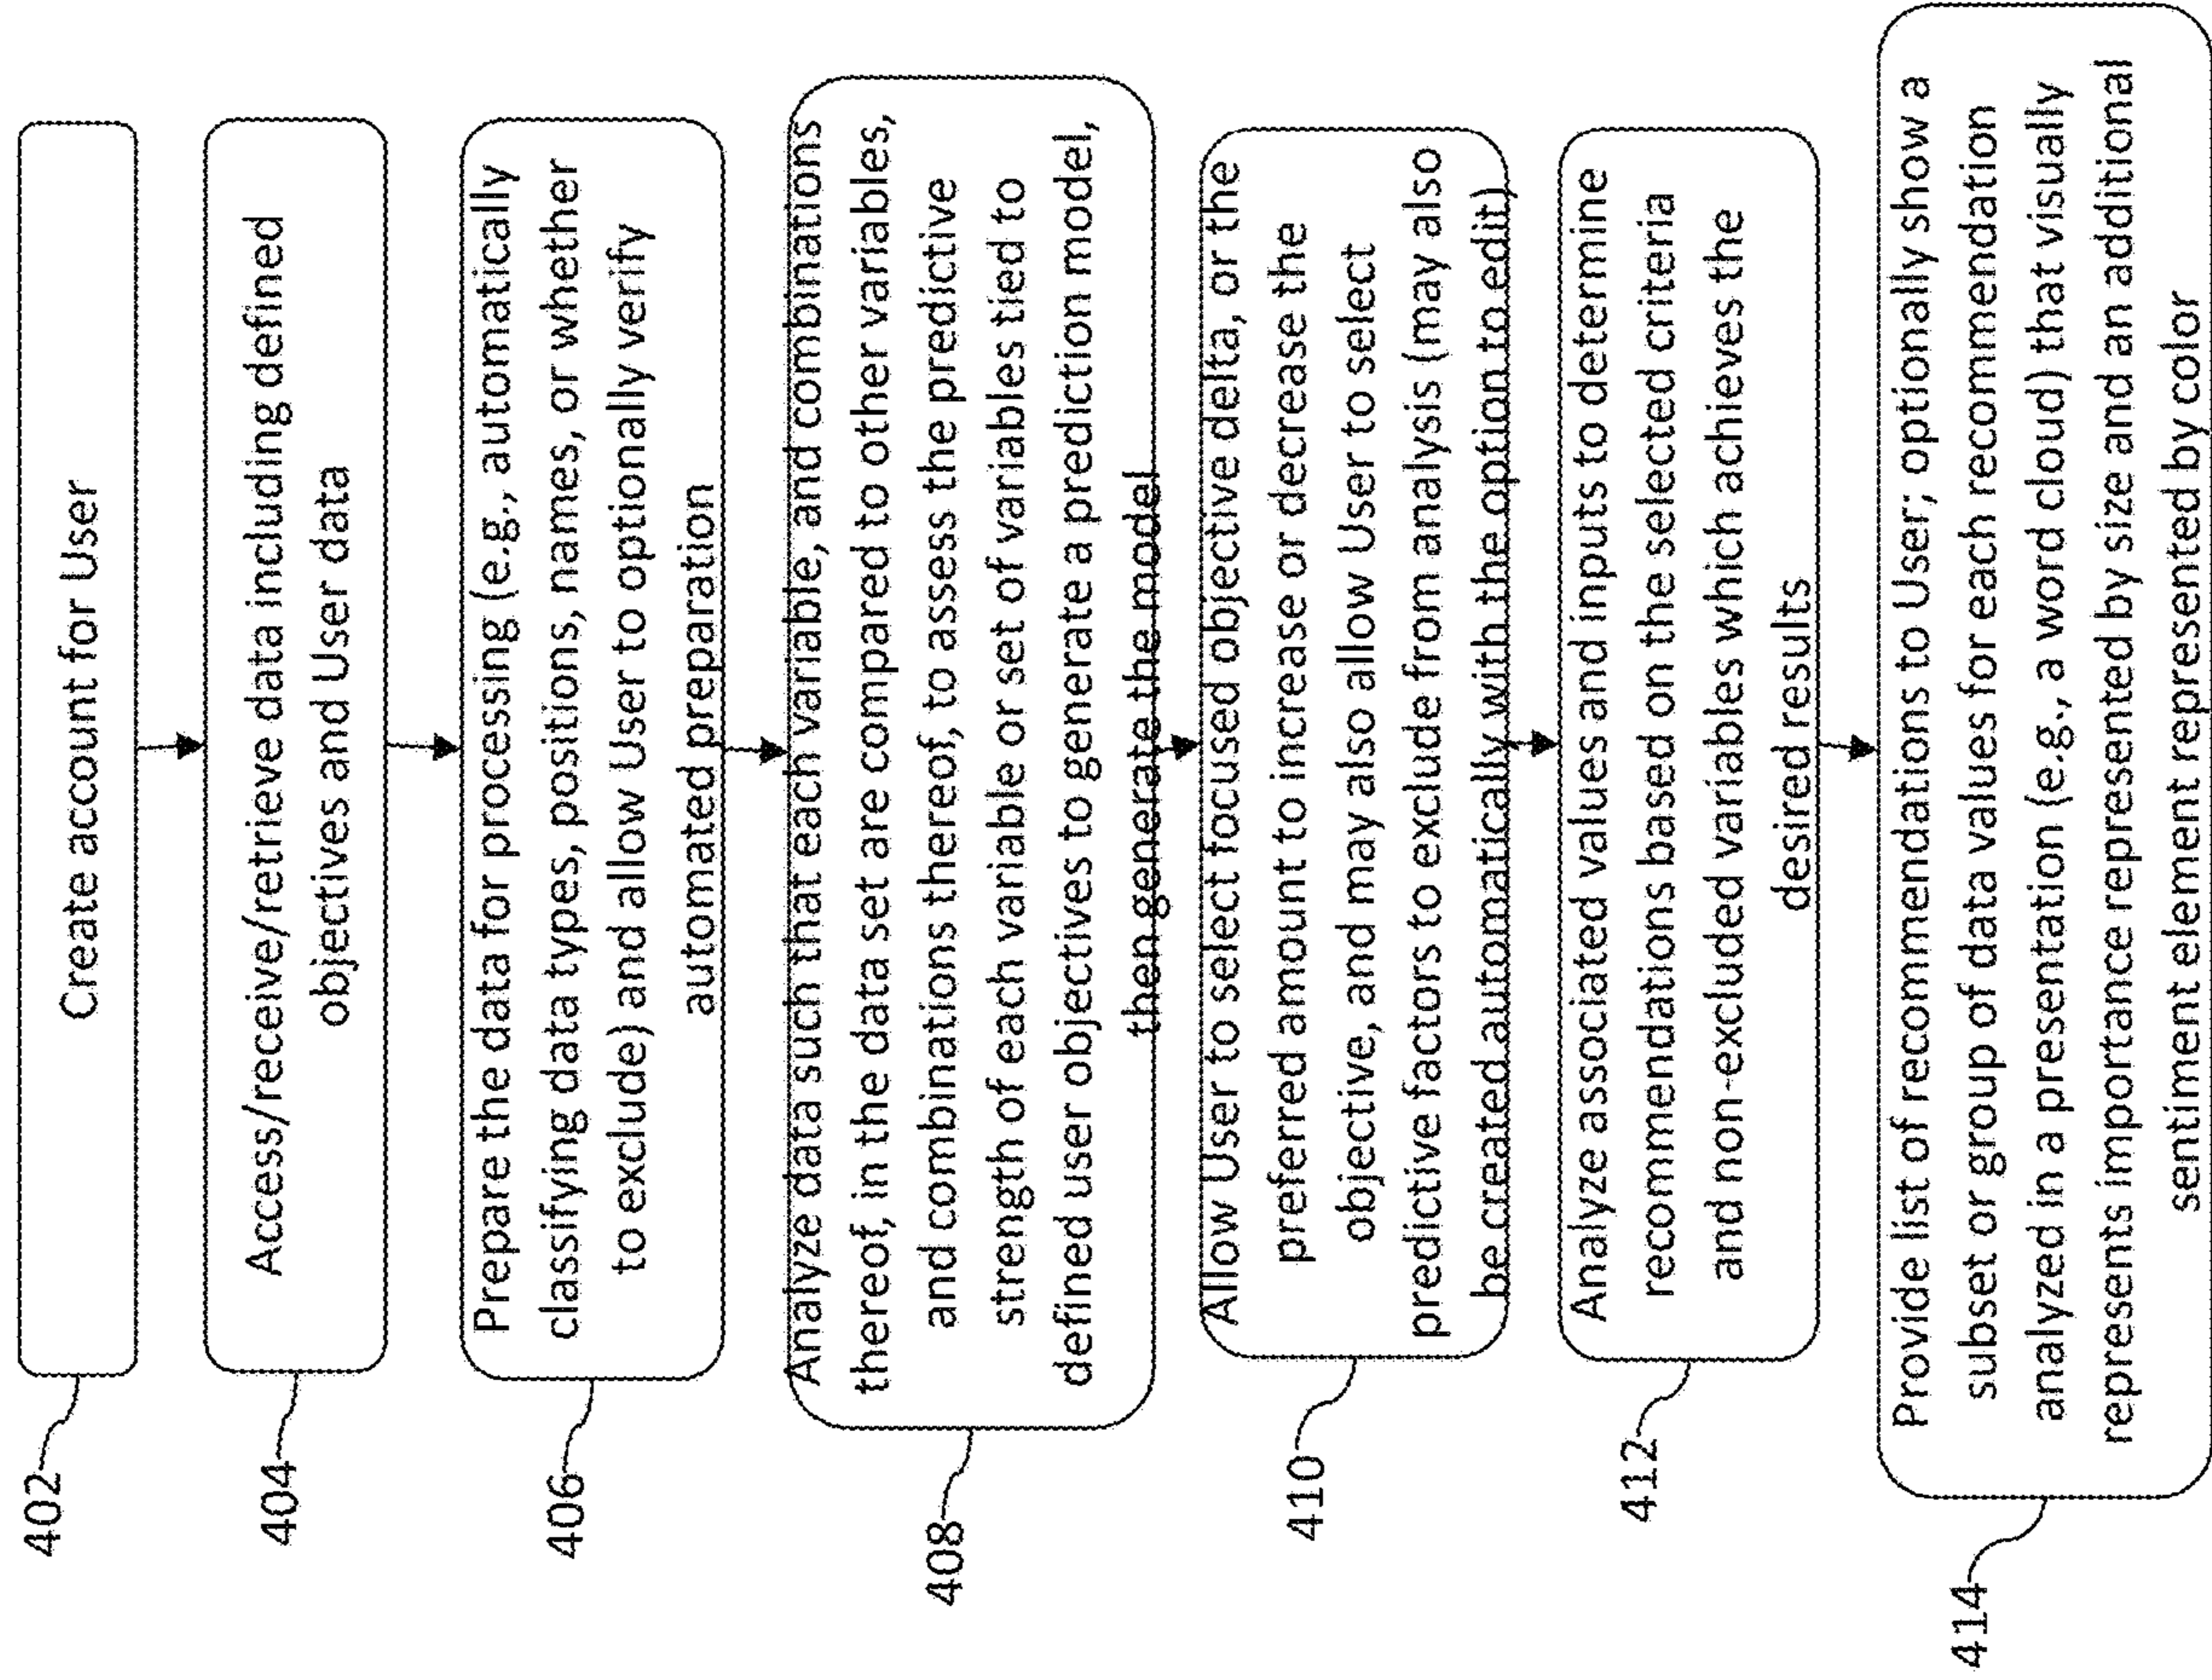 402
Create account for User
404
Access/receive/retrieve data including defined
objectives and User data
406
Prepare the data for processing (e.g., automatically
classifying data types, positions, names, or whether
to exclude) and allow User to optionally verify
automated preparation
408
Analyze data such that each variable, and combinations
thereof, in the data set are compared to other variables,
and combinations thereof, to assess the predictive
strength of each variable or set of variables tied to
defined user objectives to generate a prediction model,
then generate the model
410
Allow User to select focused objective delta, or the
preferred amount to increase or decrease the
objective, and may also allow User to select
predictive factors to exclude from analysis (may also
be created automatically with the option to edit)
412
Analyze associated values and inputs to determine
recommendations based on the selected criteria
and non-excluded variables which achieves the
desired results
414
Provide list of recommendations to User; optionally show a
subset or group of data values for each recommendation
analyzed in a presentation (e.g., a word cloud) that visually
represents importance represented by size and an additional
sentiment element represented by color